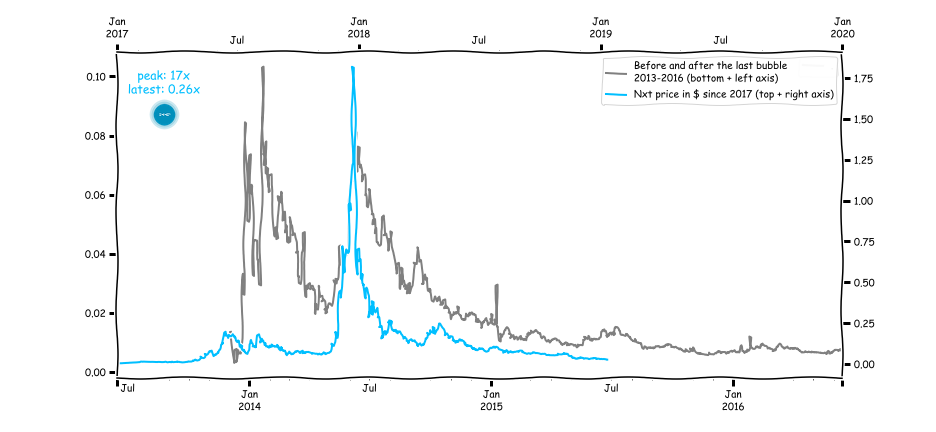 Jan
2017
Jul
Jan
2018
Jul
Jan
2019
Jul
Jan
2020
peak: 17x
latest: 0.26x
Before and after the last bubble
2013-2016 (bottom + left axis)
Nxt price in $ since 2017 (top + right axis)
0.10
0.08
0.06
0.04
0.02
0.00
1.75
1.50
1.25
1.00
0.75
0.50
0.25
0.00
Jul
Jan
2014
Jul
Jan
2015
Jul
Jan
2016